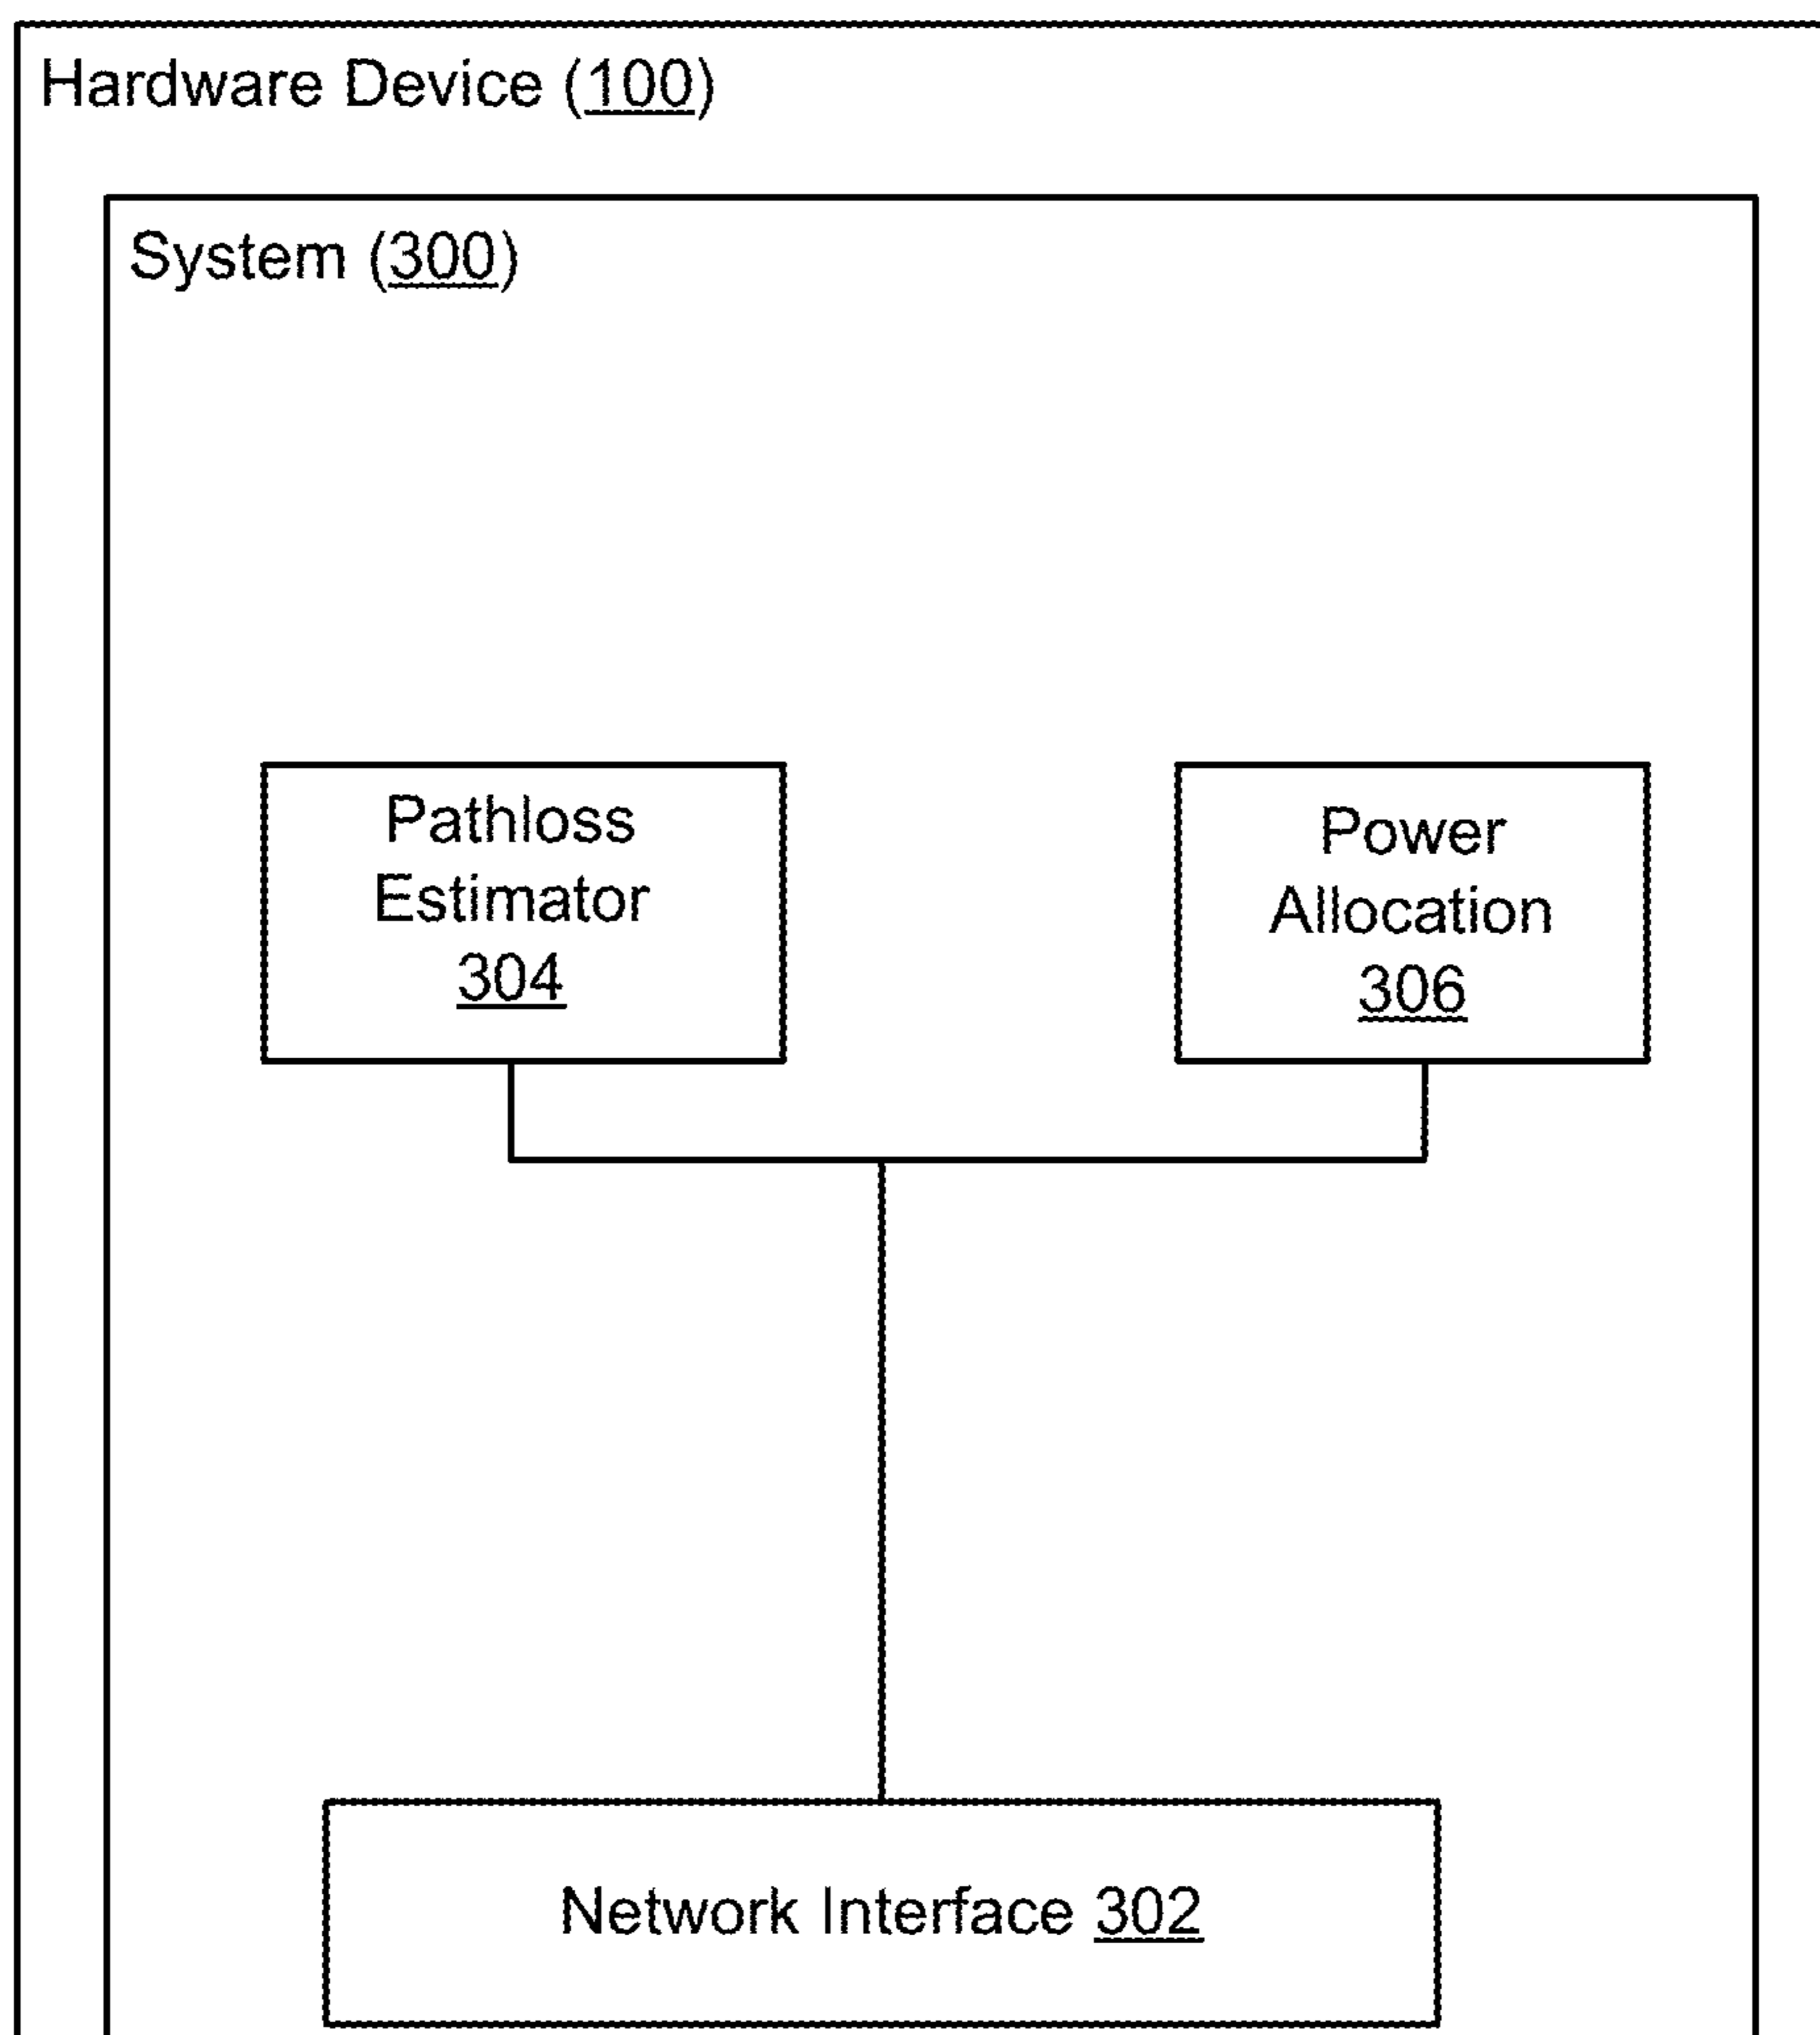 Hardware Device (100)
System (300)
Pathloss
Estimator
304
Power
Allocation
306
Network Interface 302